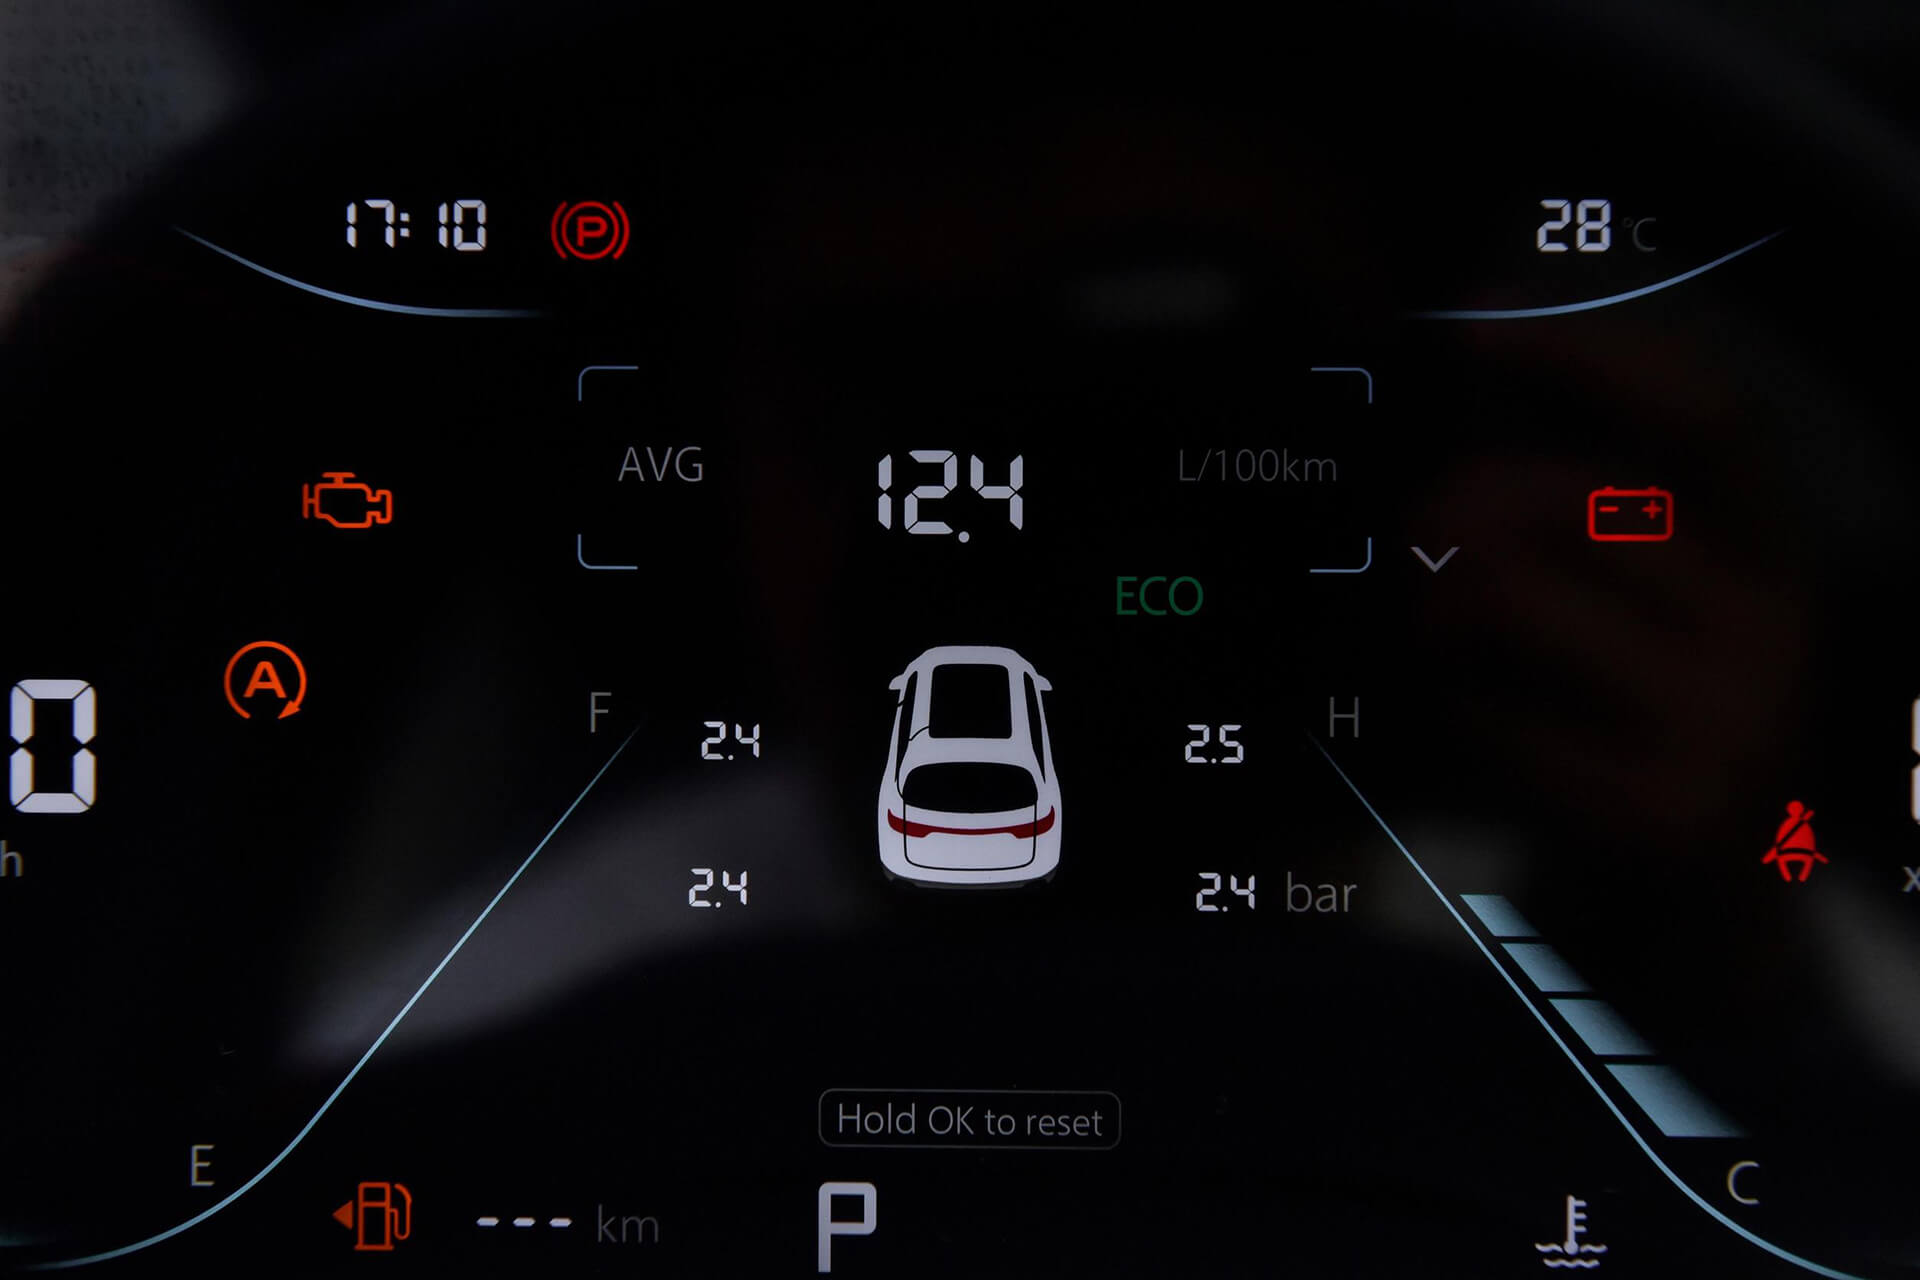 17:10 P 28 °C
AVG 12.4 L/100km
ECO
A
F 2.4 2.5 H
0
h
2.4 2.4 bar
Hold OK to reset
E C
--- km P